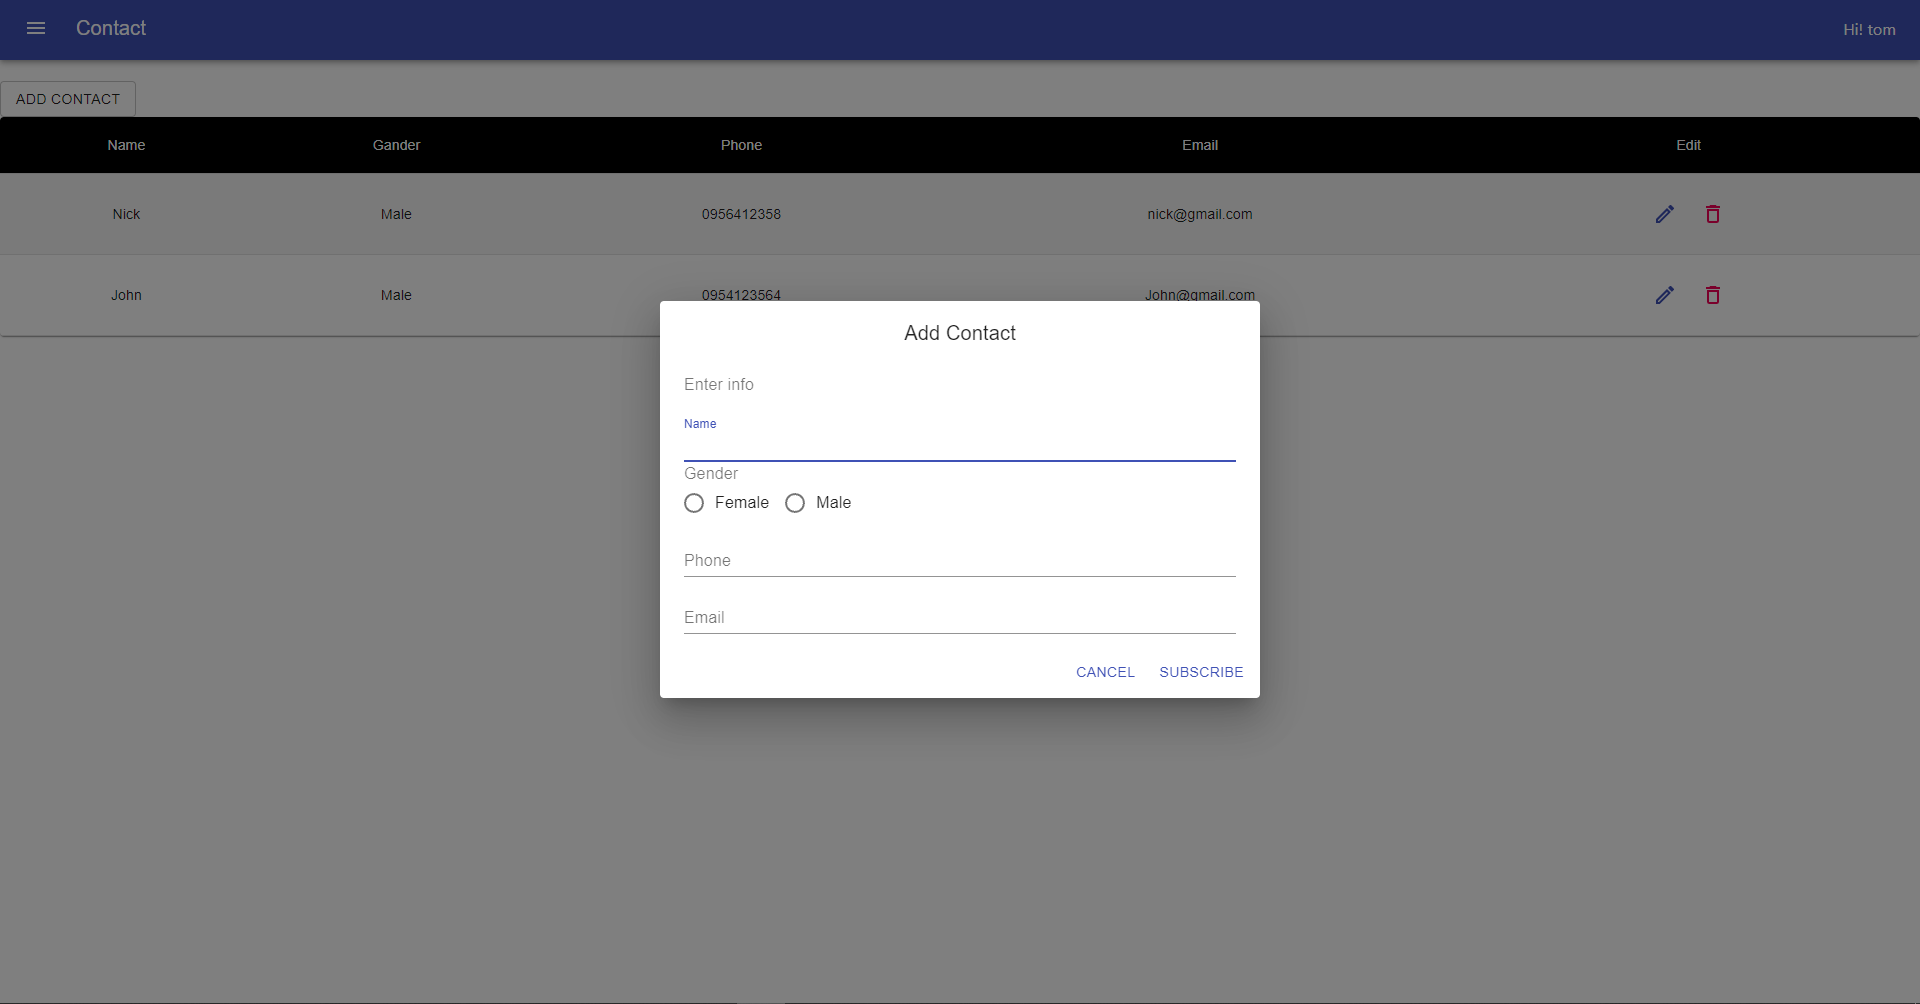 Contact
Hi! tom
ADD CONTACT
Name Gander Phone Email Edit
Nick Male 0956412358 nick@gmail.com
John Male 0954123564 John@gmail.com
Add Contact
Enter info
Name
Gender
Female Male
Phone
Email
CANCEL SUBSCRIBE